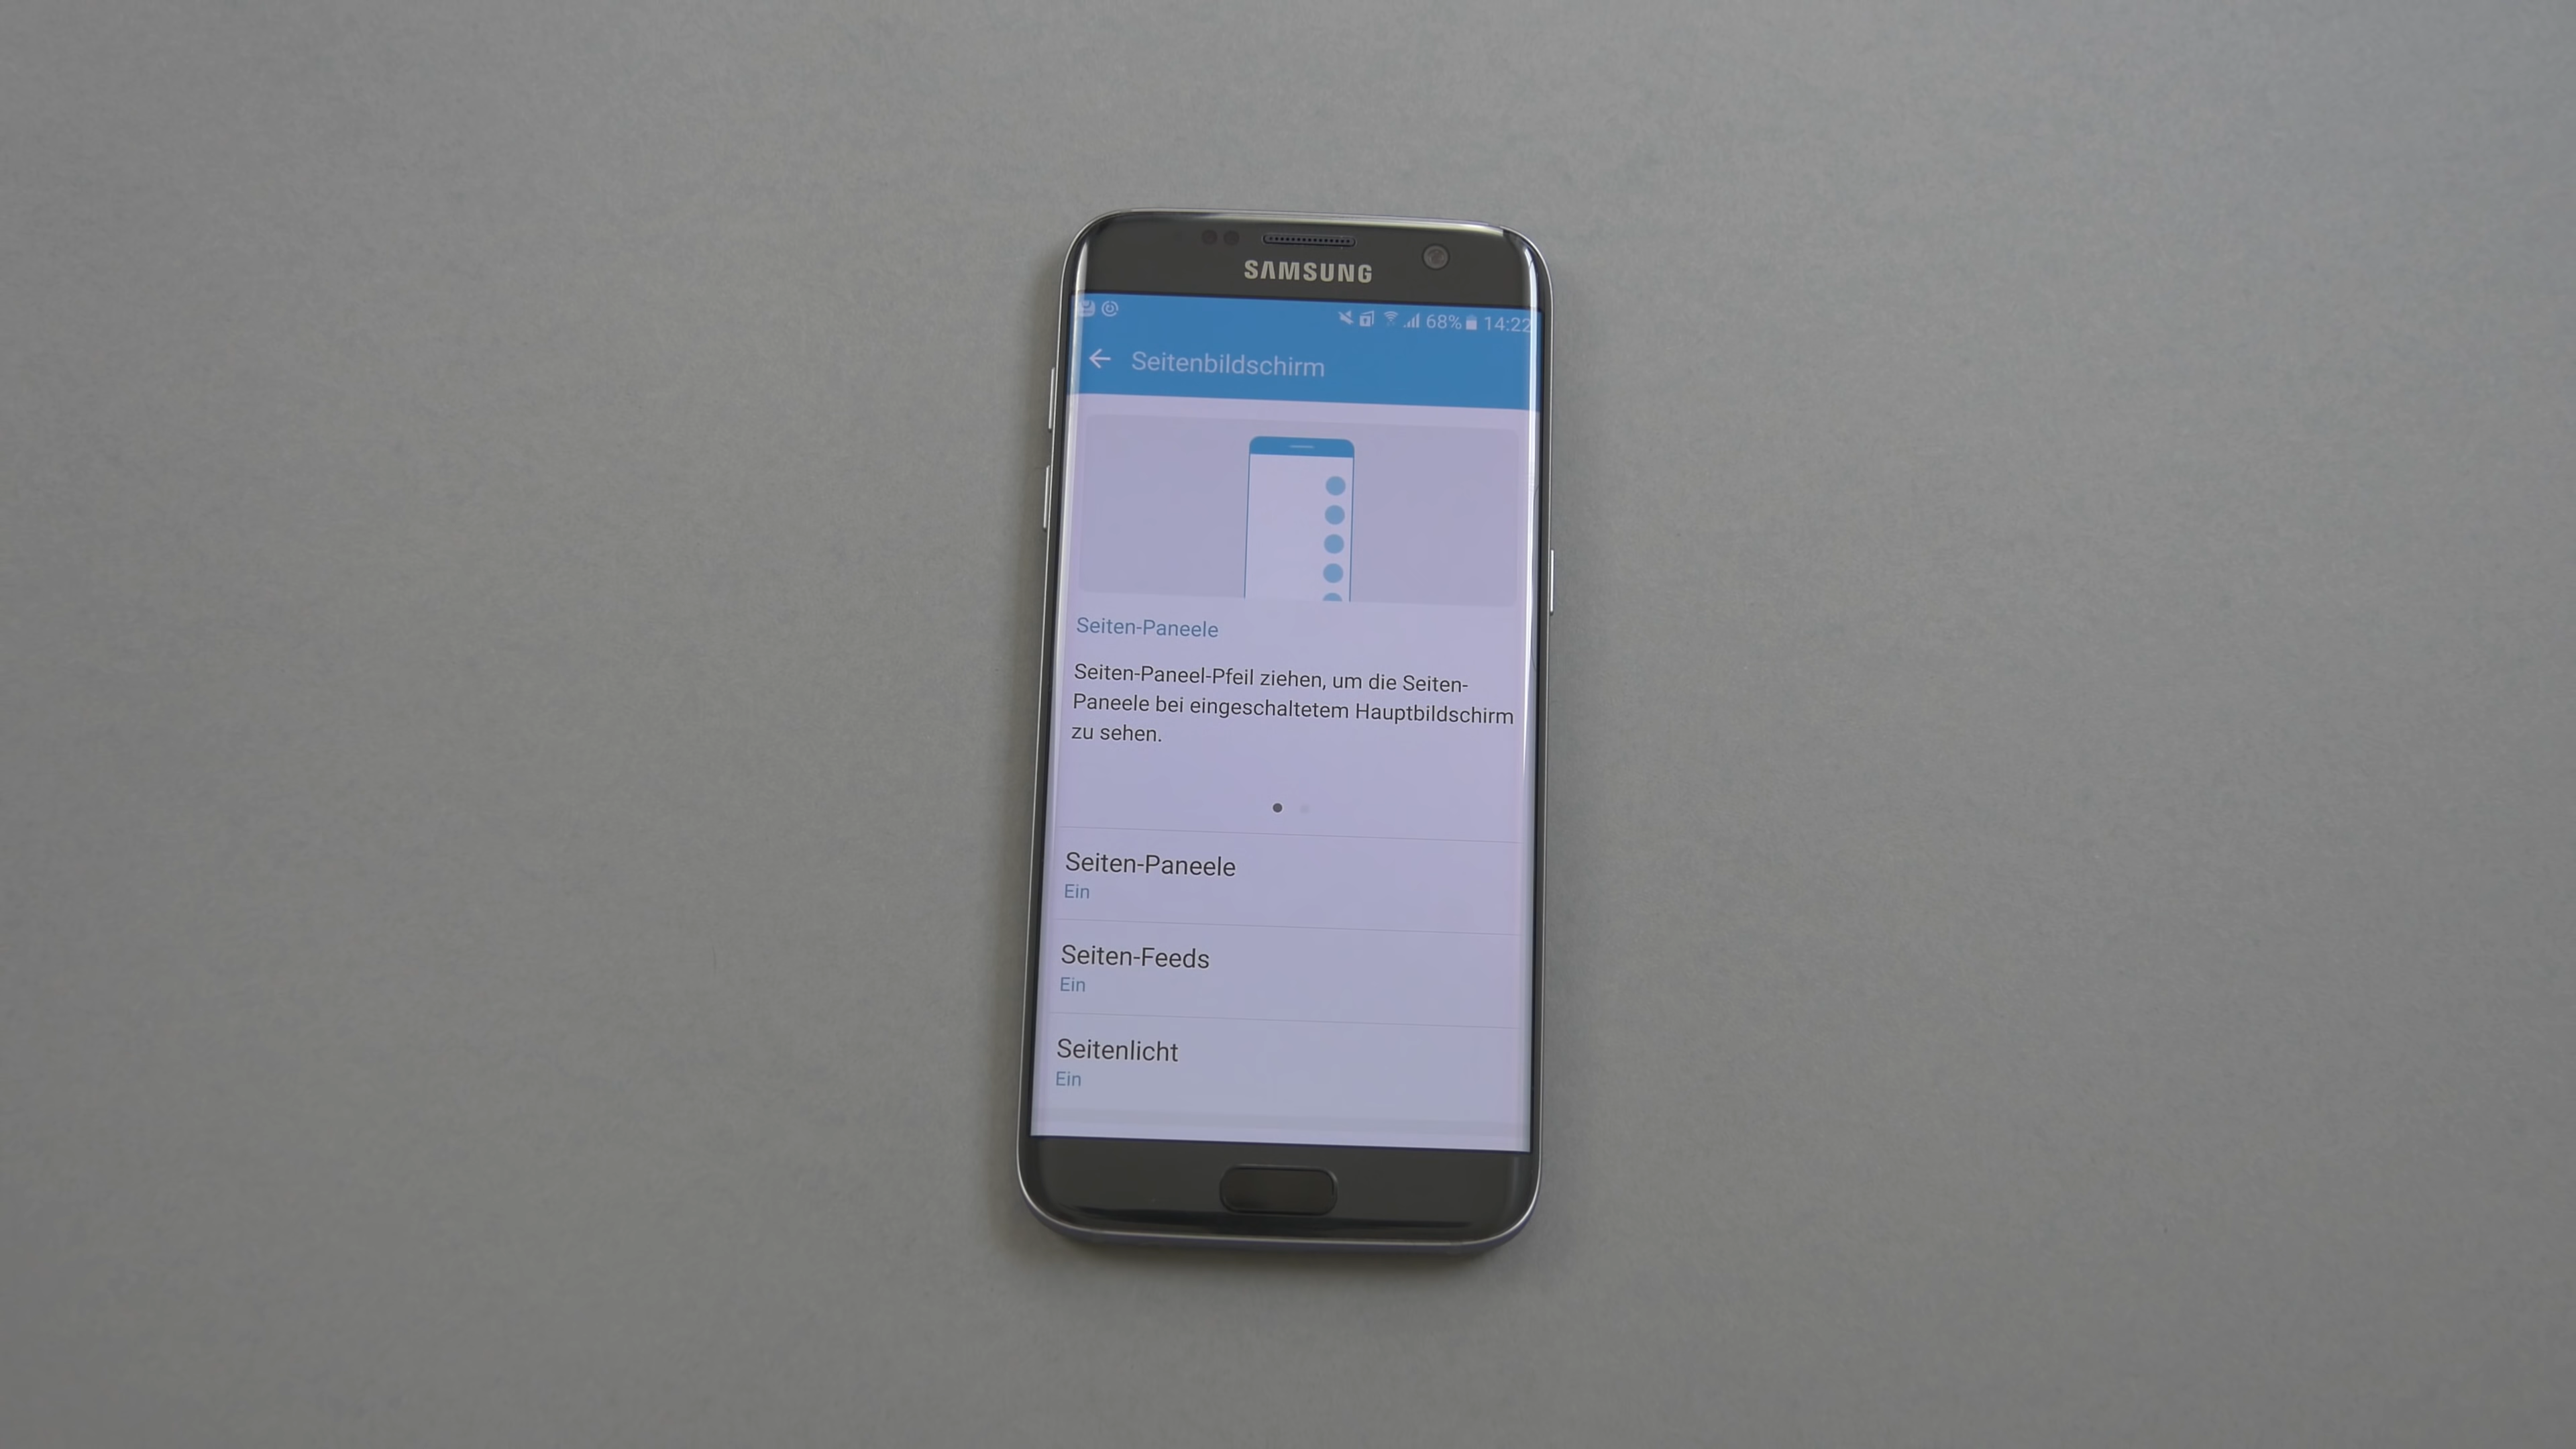 SAMSUNG
68% 14:22
Seitenbildschirm
Seiten-Paneele
Seiten-Paneel-Pfeil ziehen, um die Seiten-
Paneele bei eingeschaltetem Hauptbildschirm
zu sehen.
Seiten-Paneele
Ein
Seiten-Feeds
Ein
Seitenlicht
Ein